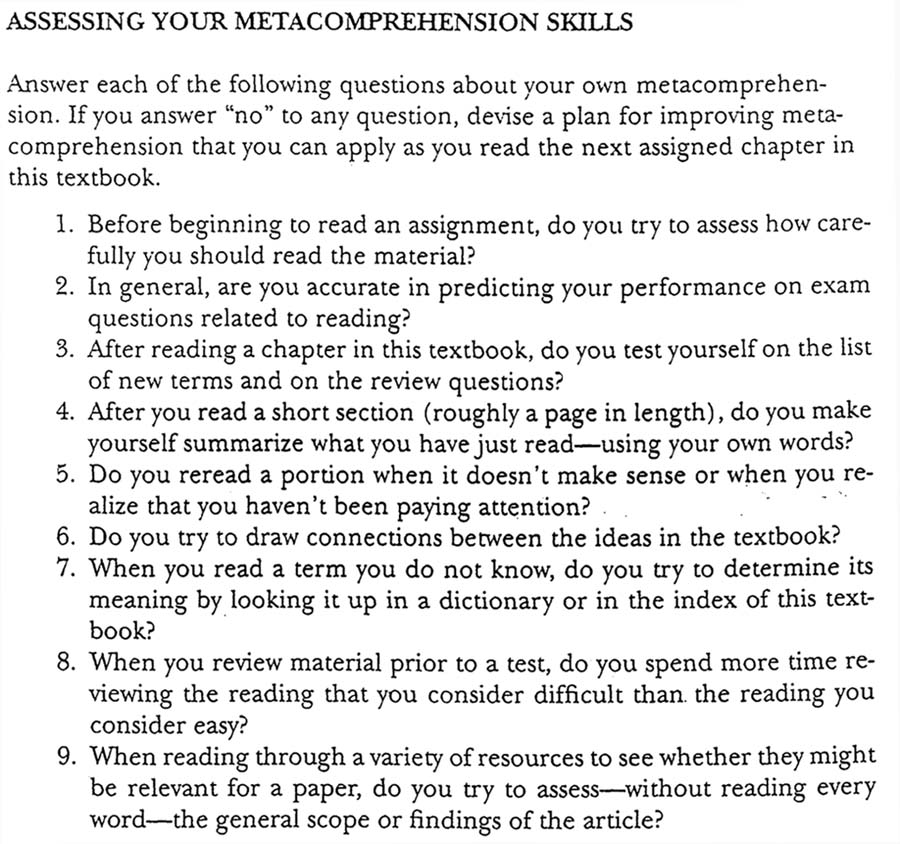 ASSESSING YOUR METACOMPREHENSION SKILLS
Answer each of the following questions about your own metacomprehen-
sion. If you answer “no” to any question, devise a plan for improving meta-
comprehension that you can apply as you read the next assigned chapter in
this textbook.
1. Before beginning to read an assignment, do you try to assess how care-
fully you should read the material?
2. In general, are you accurate in predicting your performance on exam
questions related to reading?
3. After reading a chapter in this textbook, do you test yourself on the list
of new terms and on the review questions?
4. After you read a short section (roughly a page in length), do you make
yourself summarize what you have just read—using your own words?
5. Do you reread a portion when it doesn’t make sense or when you re-
alize that you haven’t been paying attention?
6. Do you try to draw connections between the ideas in the textbook?
7. When you read a term you do not know, do you try to determine its
meaning by looking it up in a dictionary or in the index of this text-
book?
8. When you review material prior to a test, do you spend more time re-
viewing the reading that you consider difficult than the reading you
consider easy?
9. When reading through a variety of resources to see whether they might
be relevant for a paper, do you try to assess—without reading every
word—the general scope or findings of the article?